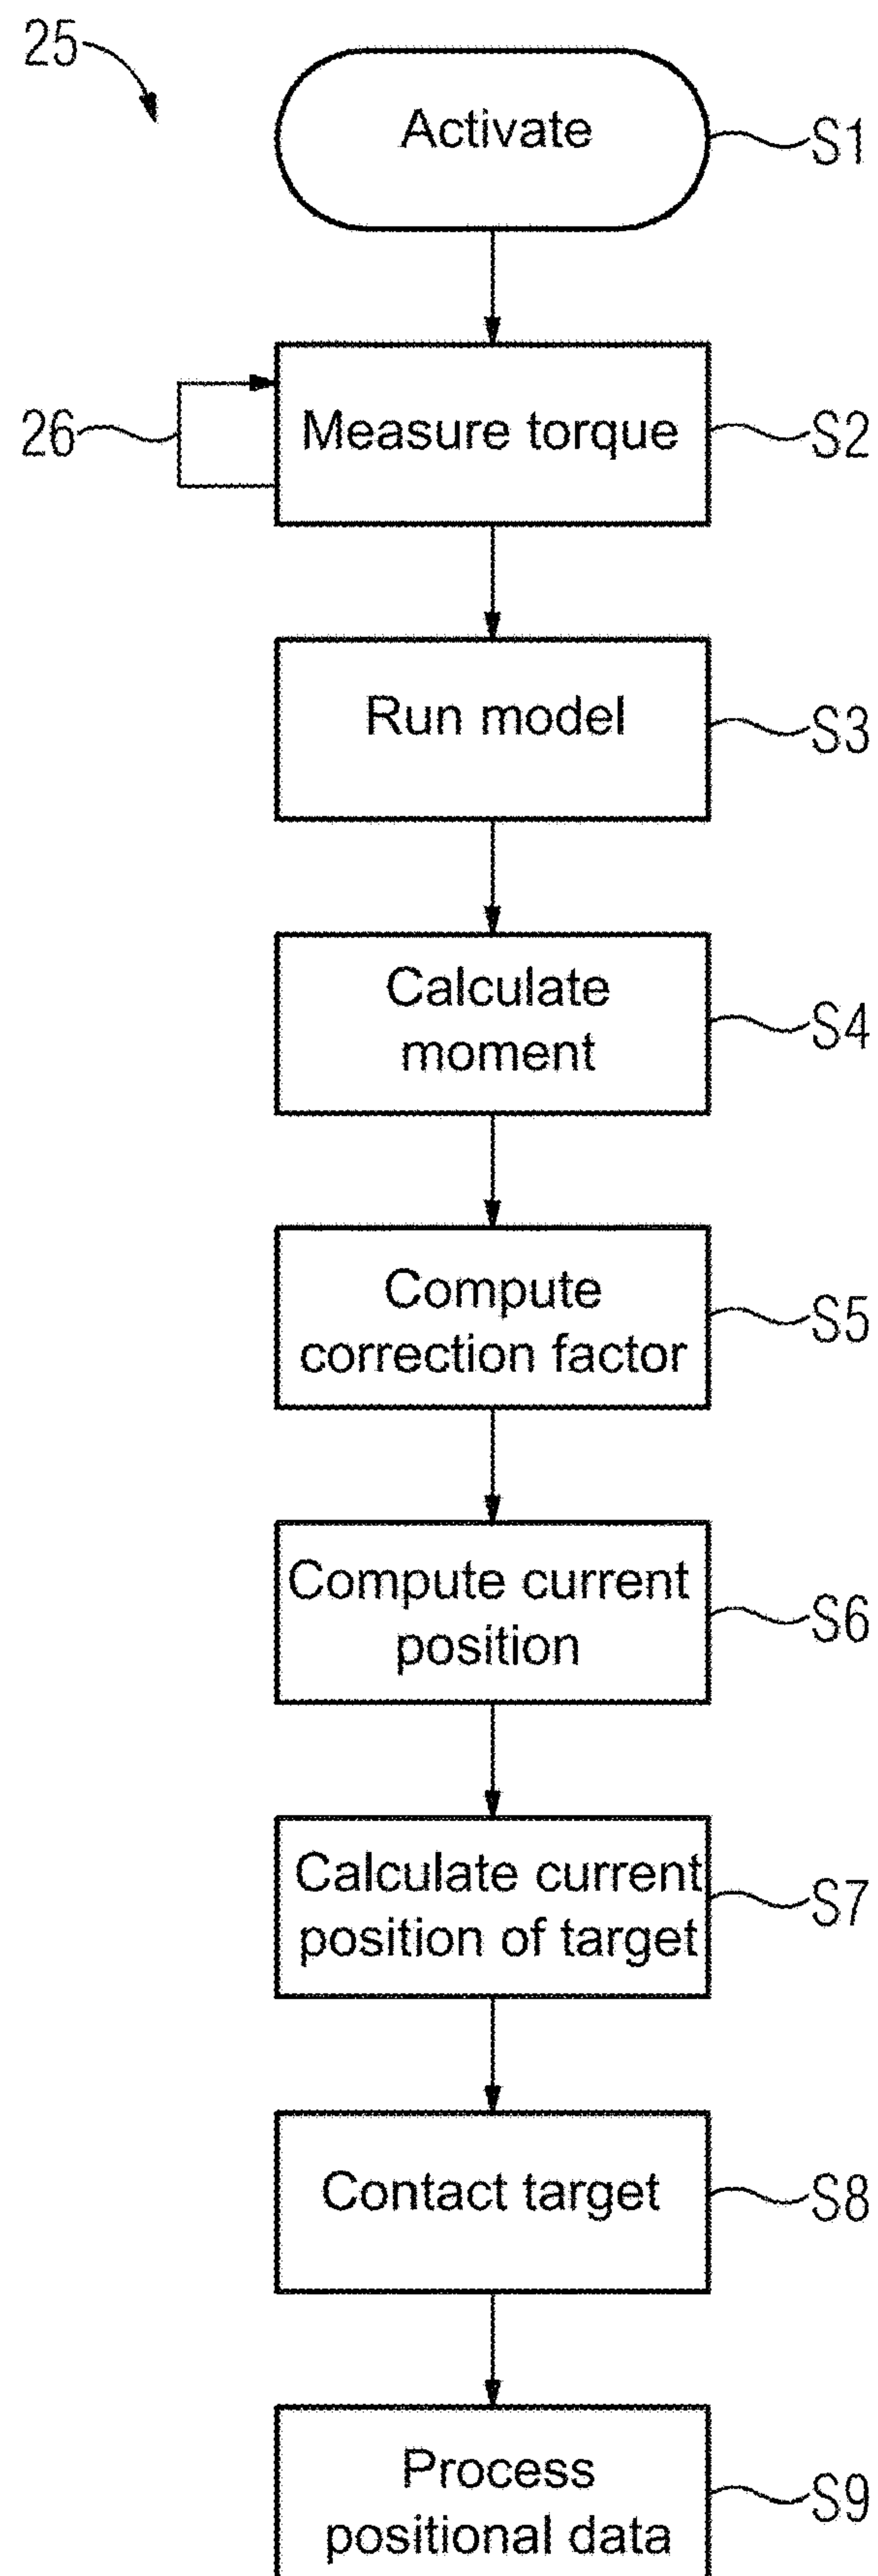 25
Activate
S1
26
Measure torque
S2
Run model
S3
Calculate
moment
S4
Compute
correction factor
S5
Compute current
position
S6
Calculate current
position of target
S7
Contact target
S8
Process
positional data
S9